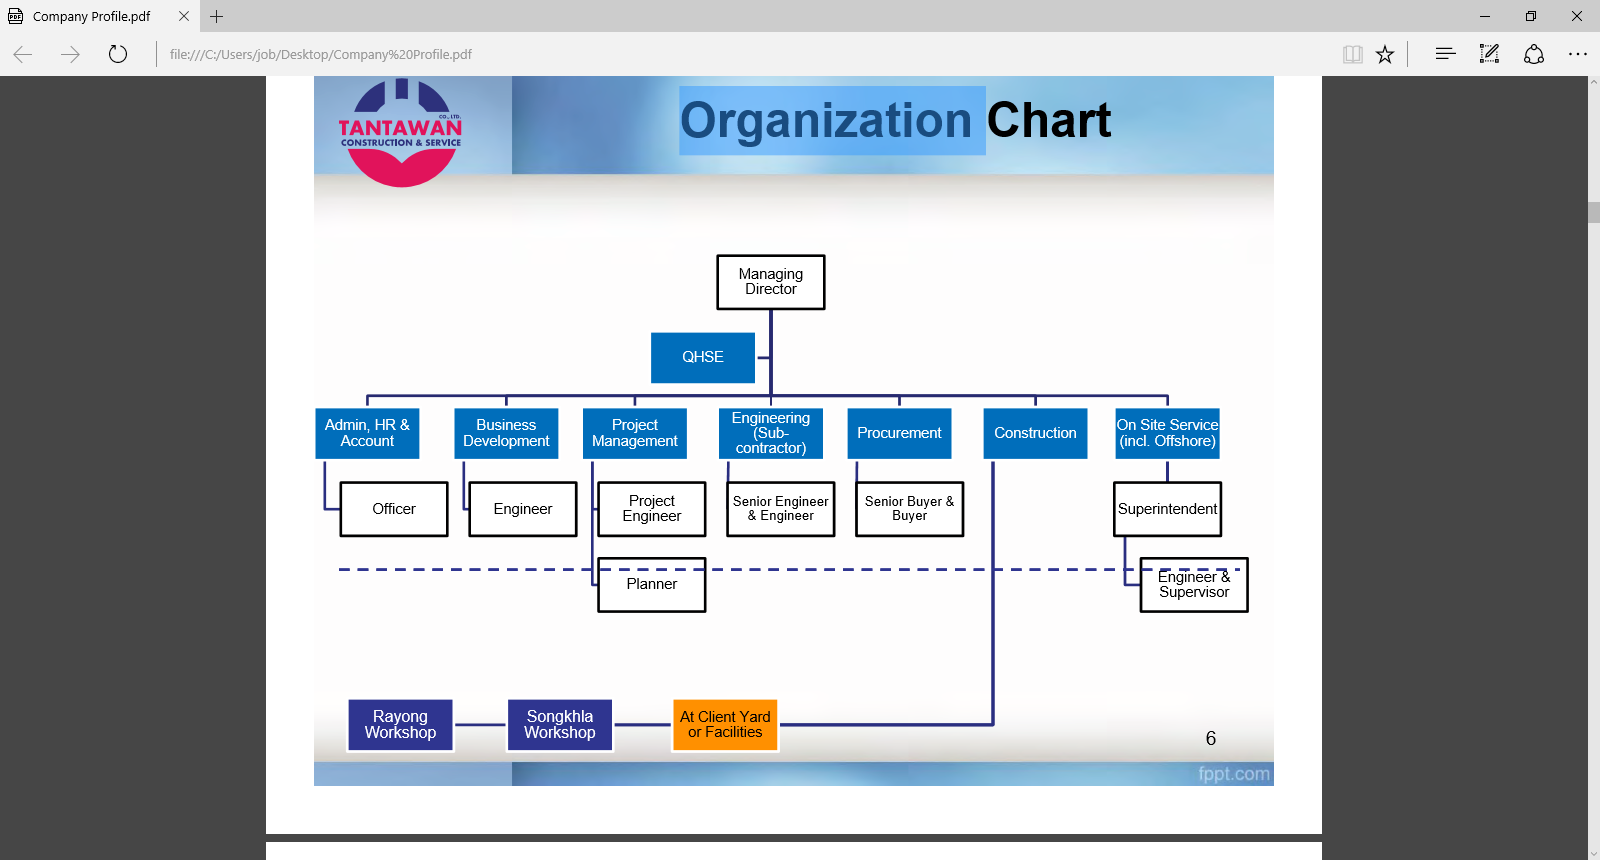 Company Profile.pdf
file:///C:/Users/job/Desktop/Company%20Profile.pdf
CO., LTD.
TANTAWAN
CONSTRUCTION & SERVICE
Organization Chart
Managing
Director
QHSE
Admin, HR &
Account
Business
Development
Project
Management
Engineering
(Sub-
contractor)
Procurement
Construction
On Site Service
(incl. Offshore)
Officer
Engineer
Project
Engineer
Senior Engineer
& Engineer
Senior Buyer &
Buyer
Superintendent
Planner
Engineer &
Supervisor
Rayong
Workshop
Songkhla
Workshop
At Client Yard
or Facilities
6
fppt.com